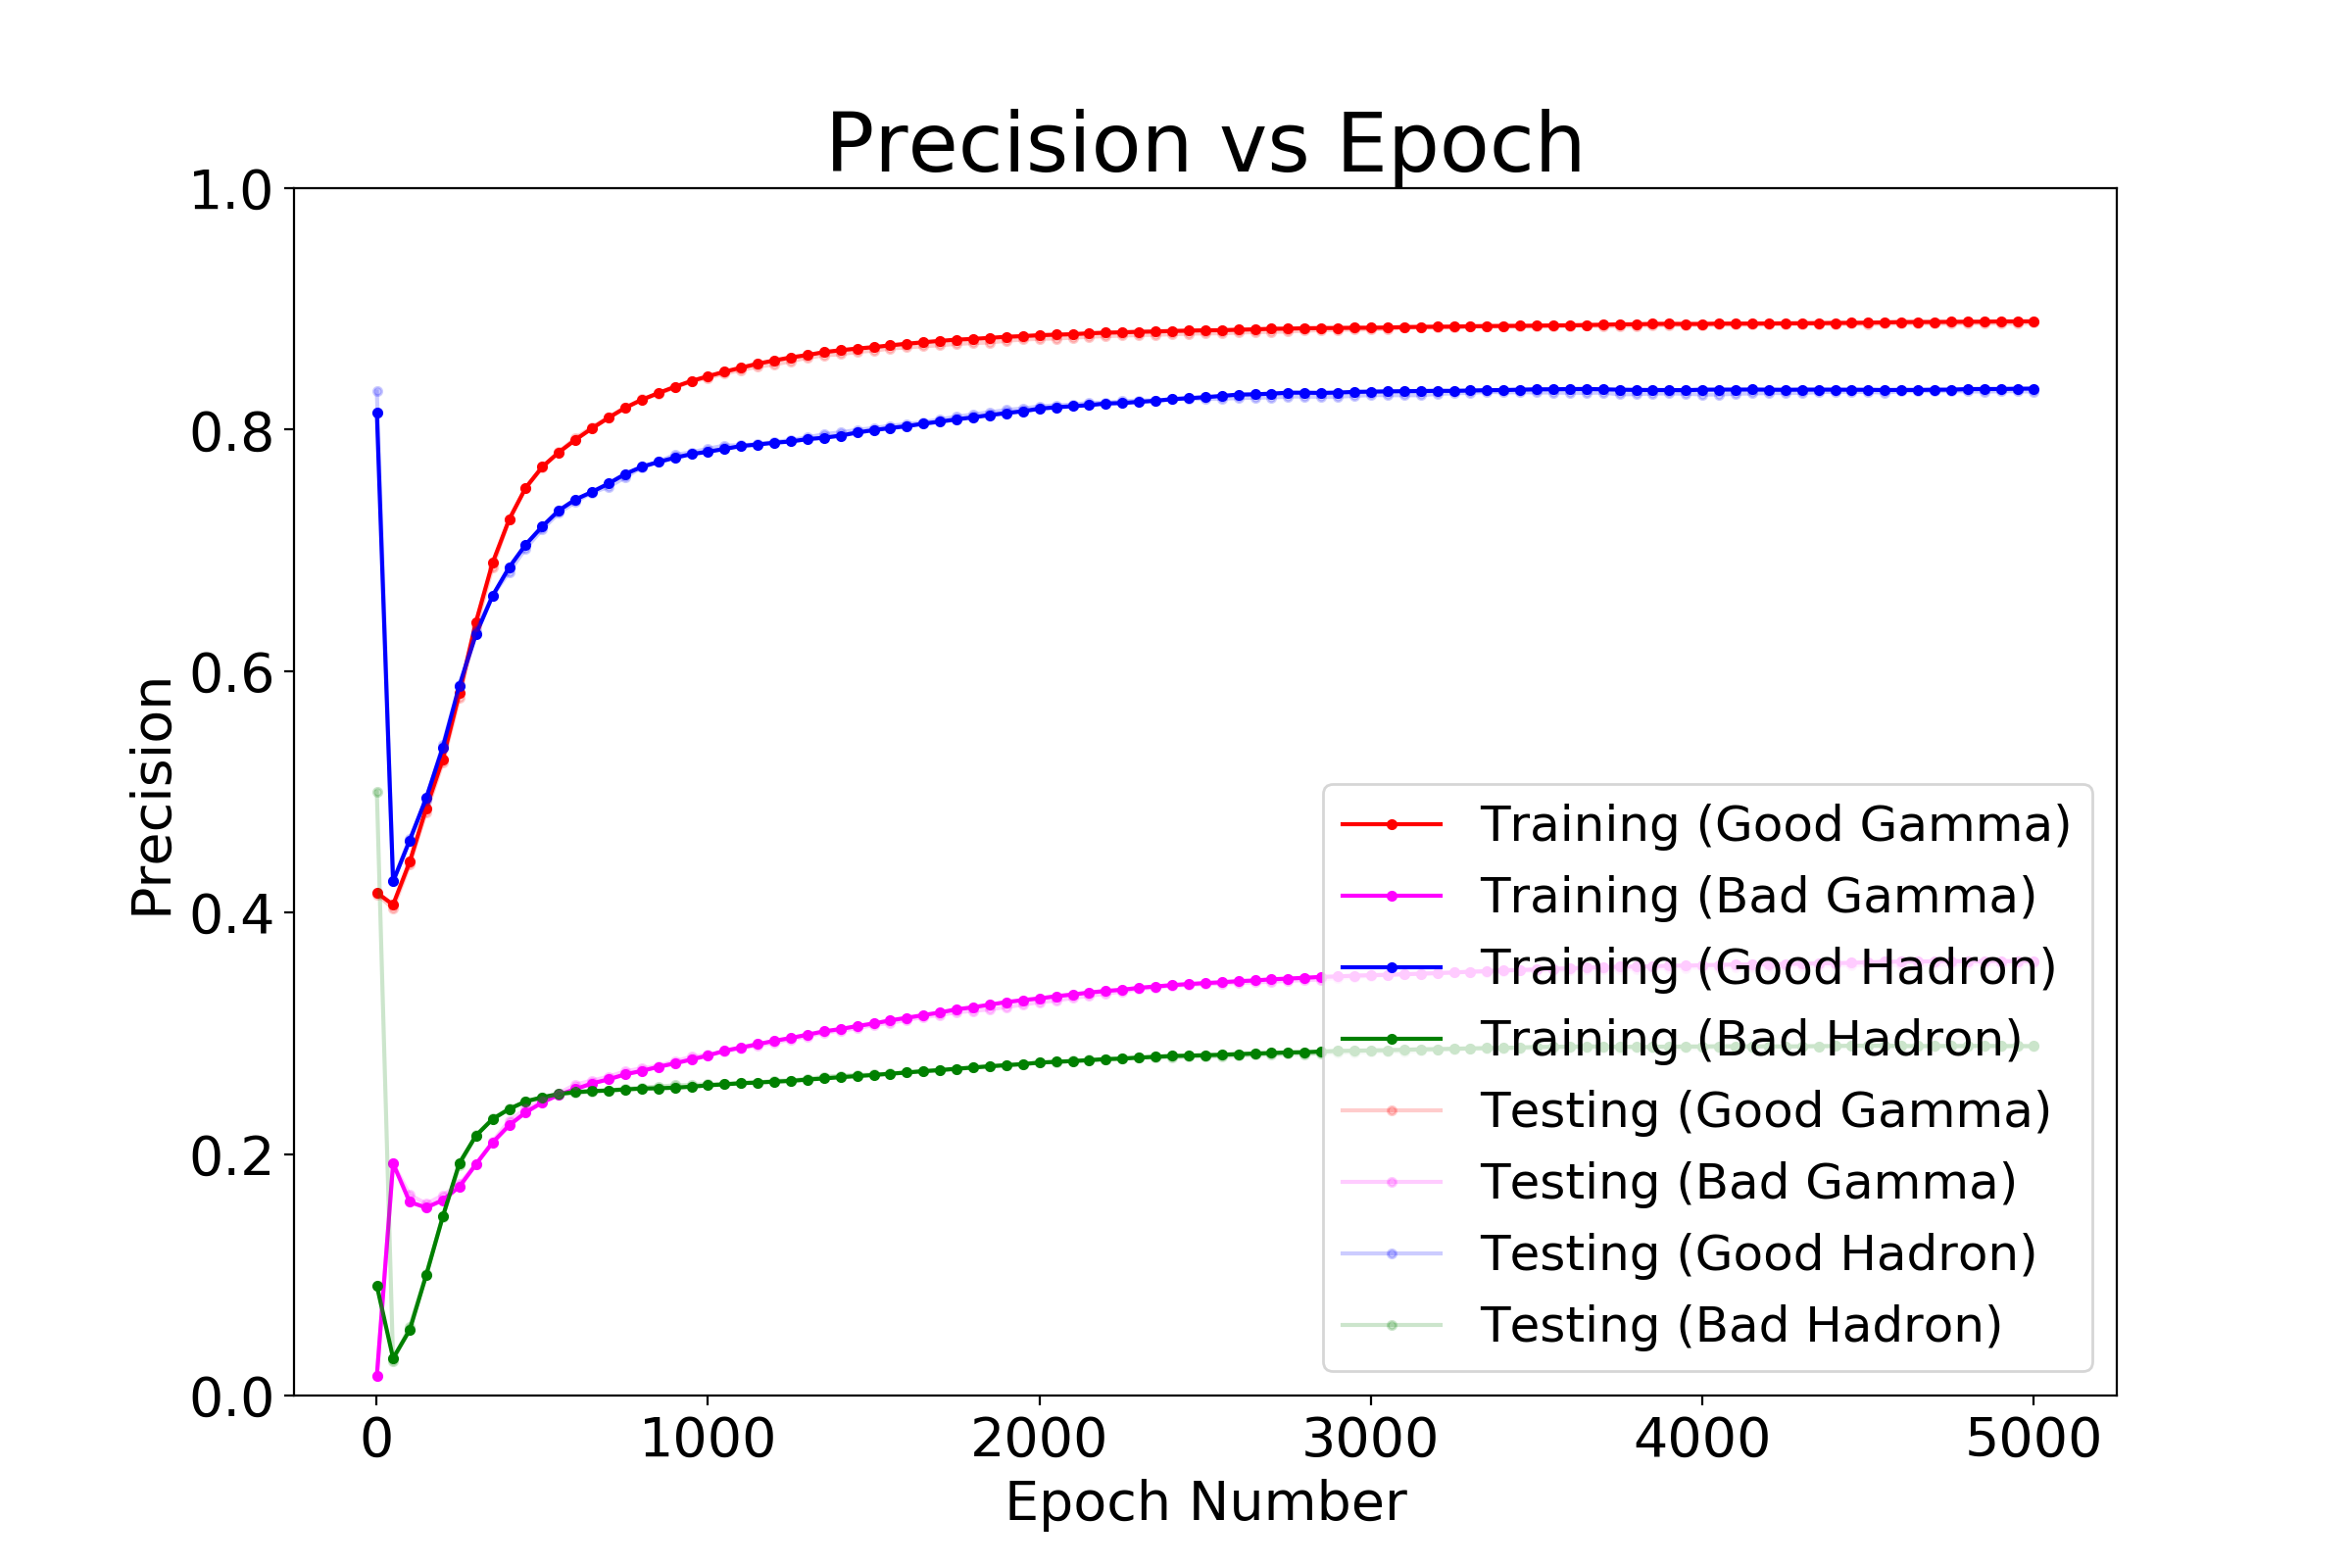 Precision vs Epoch
Precision
1.0
0.8
0.6
0.4
0.2
0.0
Training (Good Gamma)
Training (Bad Gamma)
Training (Good Hadron)
Training (Bad Hadron)
Testing (Good Gamma)
Testing (Bad Gamma)
Testing (Good Hadron)
Testing (Bad Hadron)
0 1000 2000 3000 4000 5000
Epoch Number